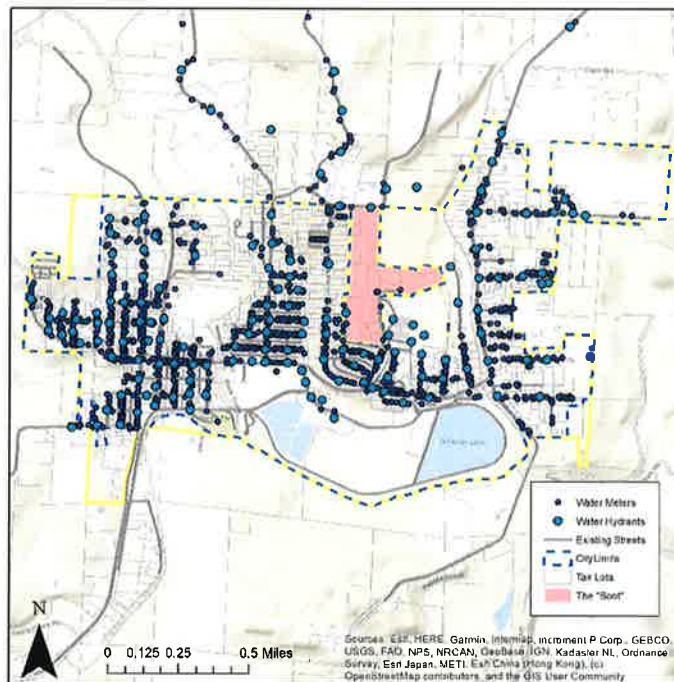 Water Meters
Water Hydrants
Existing Streets
City Limits
Tax Lots
The "Boot"
N
0 0.125 0.25 0.5 Miles
Sources: Esri, HERE, Garmin, Intermap, increment P Corp., GEBCO,
USGS, FAO, NPS, NRCAN, GeoBase, IGN, Kadaster NL, Ordnance
Survey, Esri Japan, METI, Esri China (Hong Kong), (c)
OpenStreetMap contributors, and the GIS User Community